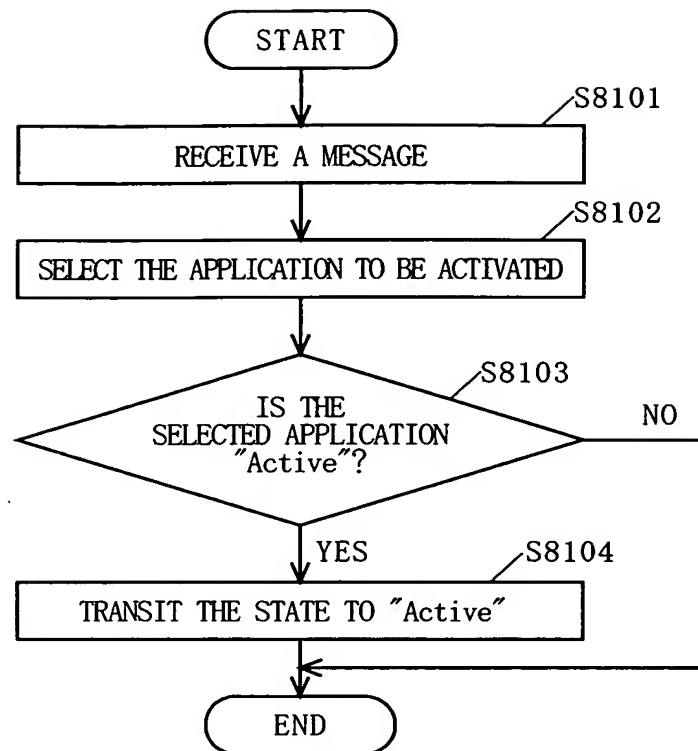 START
S8101
RECEIVE A MESSAGE
S8102
SELECT THE APPLICATION TO BE ACTIVATED
S8103
IS THE
SELECTED APPLICATION
"Active"?
NO
YES
S8104
TRANSIT THE STATE TO "Active"
END